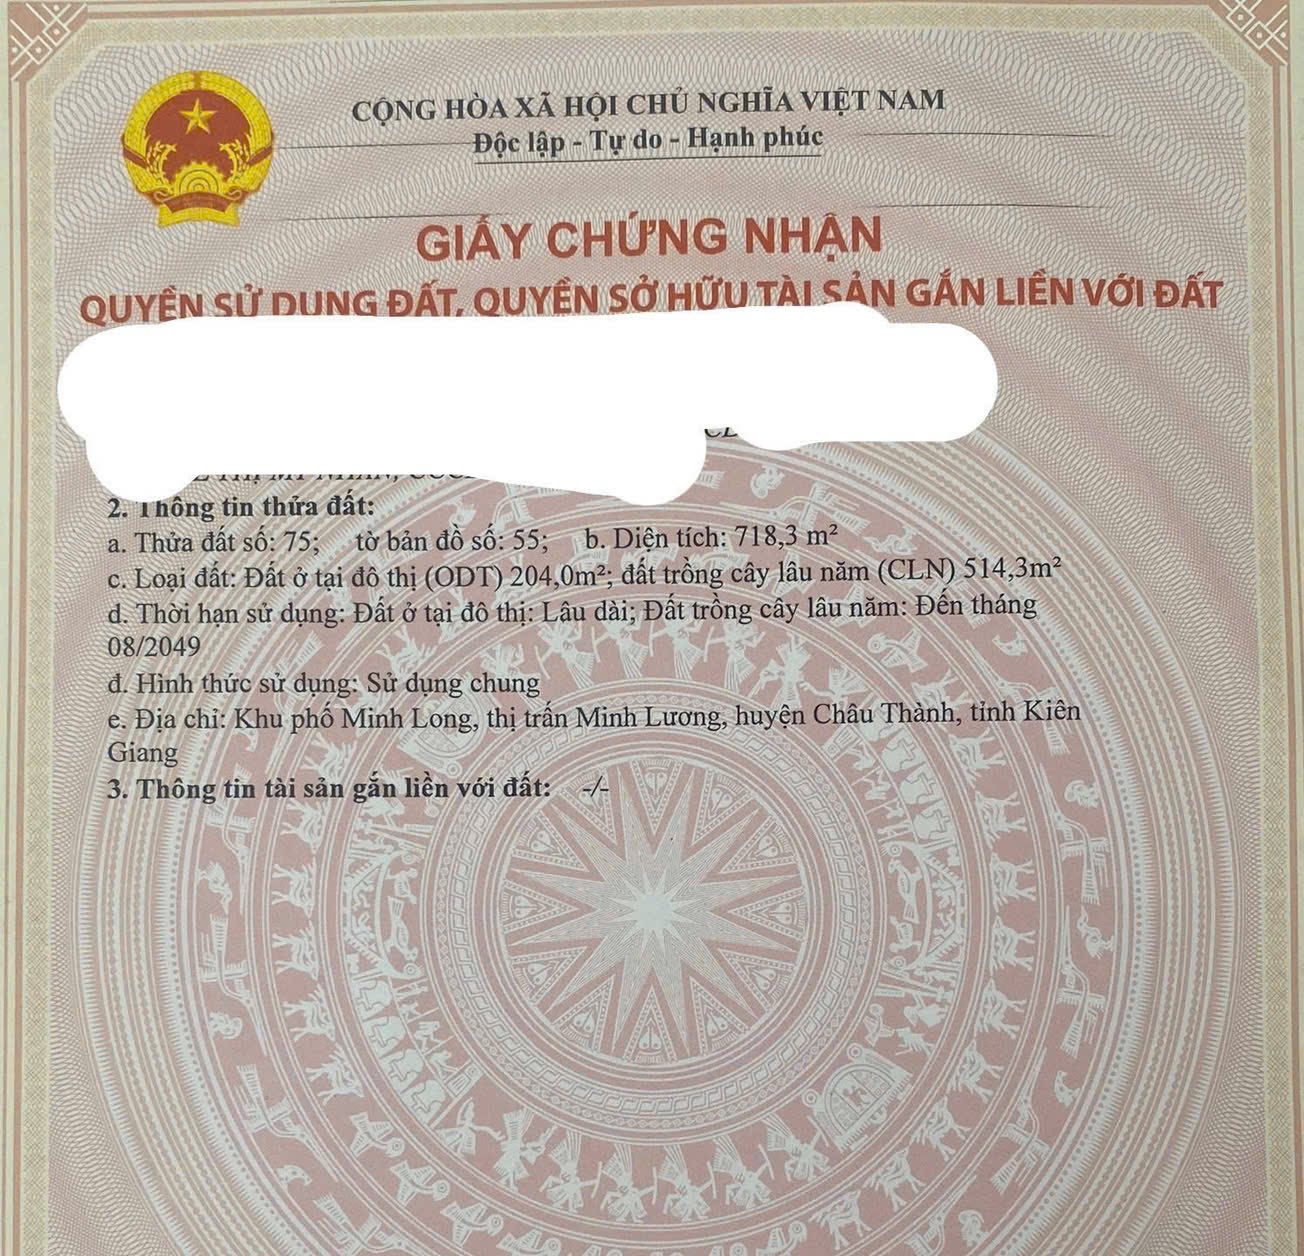 CỘNG HÒA XÃ HỘI CHỦ NGHĨA VIỆT NAM
Độc lập - Tự do - Hạnh phúc
GIẤY CHỨNG NHẬN
QUYỀN SỬ DỤNG ĐẤT, QUYỀN SỞ HỮU TÀI SẢN GẮN LIỀN VỚI ĐẤT
2. Thông tin thửa đất:
a. Thửa đất số: 75; tờ bản đồ số: 55; b. Diện tích: 718,3 m²
c. Loại đất: Đất ở tại đô thị (ODT) 204,0m²; đất trồng cây lâu năm (CLN) 514,3m²
d. Thời hạn sử dụng: Đất ở tại đô thị: Lâu dài; Đất trồng cây lâu năm: Đến tháng
08/2049
đ. Hình thức sử dụng: Sử dụng chung
e. Địa chỉ: Khu phố Minh Long, thị trấn Minh Lương, huyện Châu Thành, tỉnh Kiên
Giang
3. Thông tin tài sản gắn liền với đất: -/-